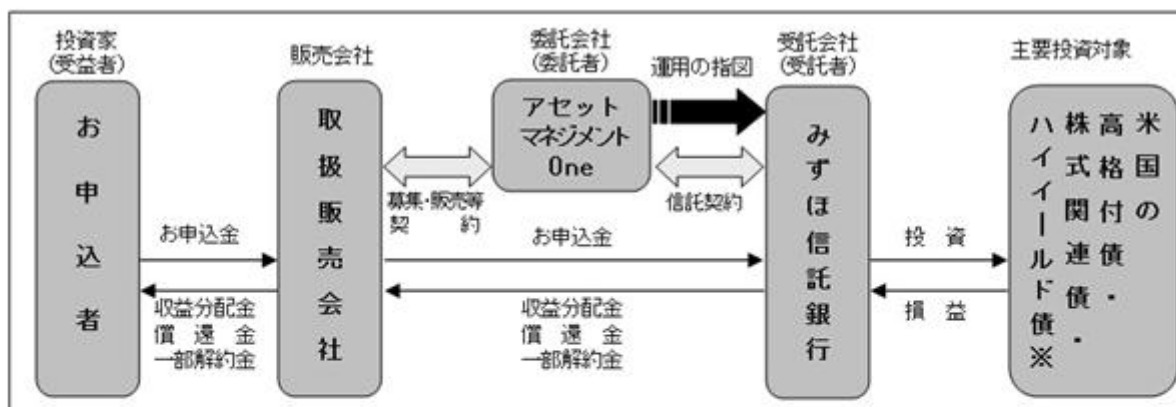 投資家
(受益者)
お申込者
お申込金
収益分配金
償還金
一部解約金
販売会社
取扱販売会社
募集・販売等
契約
委託会社
(委託者)
アセット
マネジメント
One
運用の指図
信託契約
お申込金
収益分配金
償還金
一部解約金
受託会社
(受託者)
みずほ信託銀行
投資
損益
主要投資対象
米国の
高格付債・
株式関連債・
ハイイールド債※